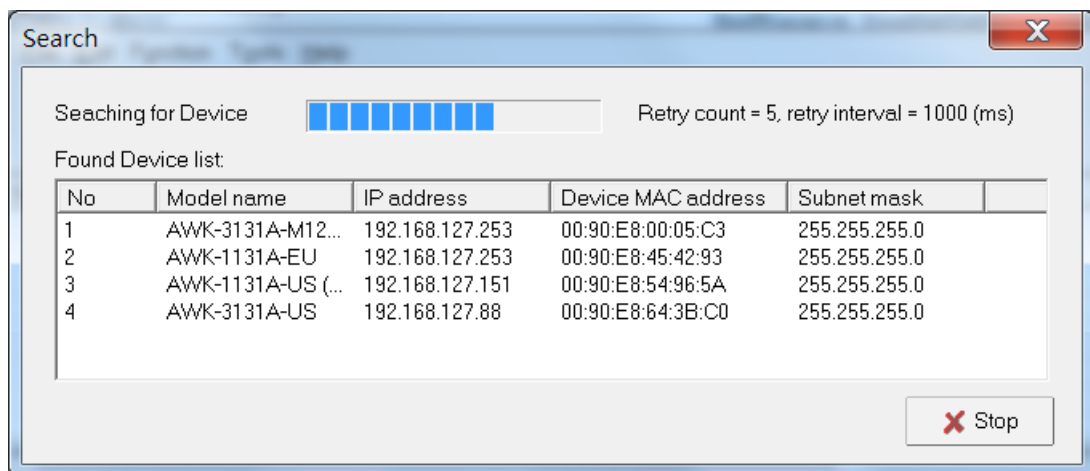 Search
Seaching for Device Retry count = 5, retry interval = 1000 (ms)
Found Device list:
No Model name IP address Device MAC address Subnet mask
1 AWK-3131A-M12... 192.168.127.253 00:90:E8:00:05:C3 255.255.255.0
2 AWK-1131A-EU 192.168.127.253 00:90:E8:45:42:93 255.255.255.0
3 AWK-1131A-US (... 192.168.127.151 00:90:E8:54:96:5A 255.255.255.0
4 AWK-3131A-US 192.168.127.88 00:90:E8:64:3B:C0 255.255.255.0
Stop